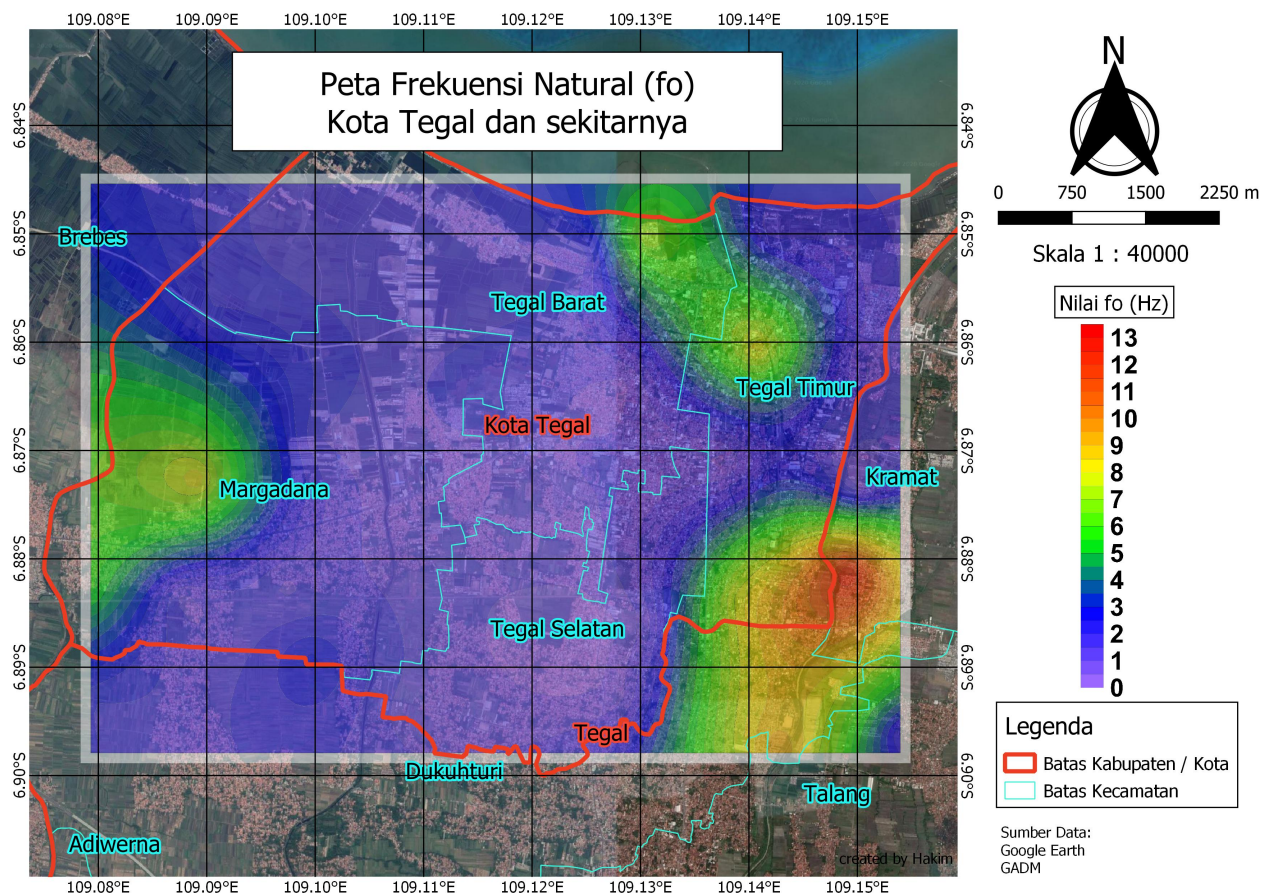 109.08°E 109.09°E 109.10°E 109.11°E 109.12°E 109.13°E 109.14°E 109.15°E
Peta Frekuensi Natural (fo)
Kota Tegal dan sekitarnya
N
6.84°S
6.84°S
0 750 1500 2250 m
Skala 1 : 40000
6.85°S
Brebes
6.85°S
Nilai fo (Hz)
Tegal Barat
13
12
11
10
9
8
7
6
5
4
3
2
1
0
6.86°S
6.86°S
Tegal Timur
Kota Tegal
6.87°S
6.87°S
Kramat
Margadana
6.88°S
6.88°S
Tegal Selatan
6.89°S
6.89°S
Tegal
Dukuhturi
6.90°S
6.90°S
Talang
Adiwerna
created by Hakim
Legenda
Batas Kabupaten / Kota
Batas Kecamatan
Sumber Data:
Google Earth
GADM
109.08°E 109.09°E 109.10°E 109.11°E 109.12°E 109.13°E 109.14°E 109.15°E